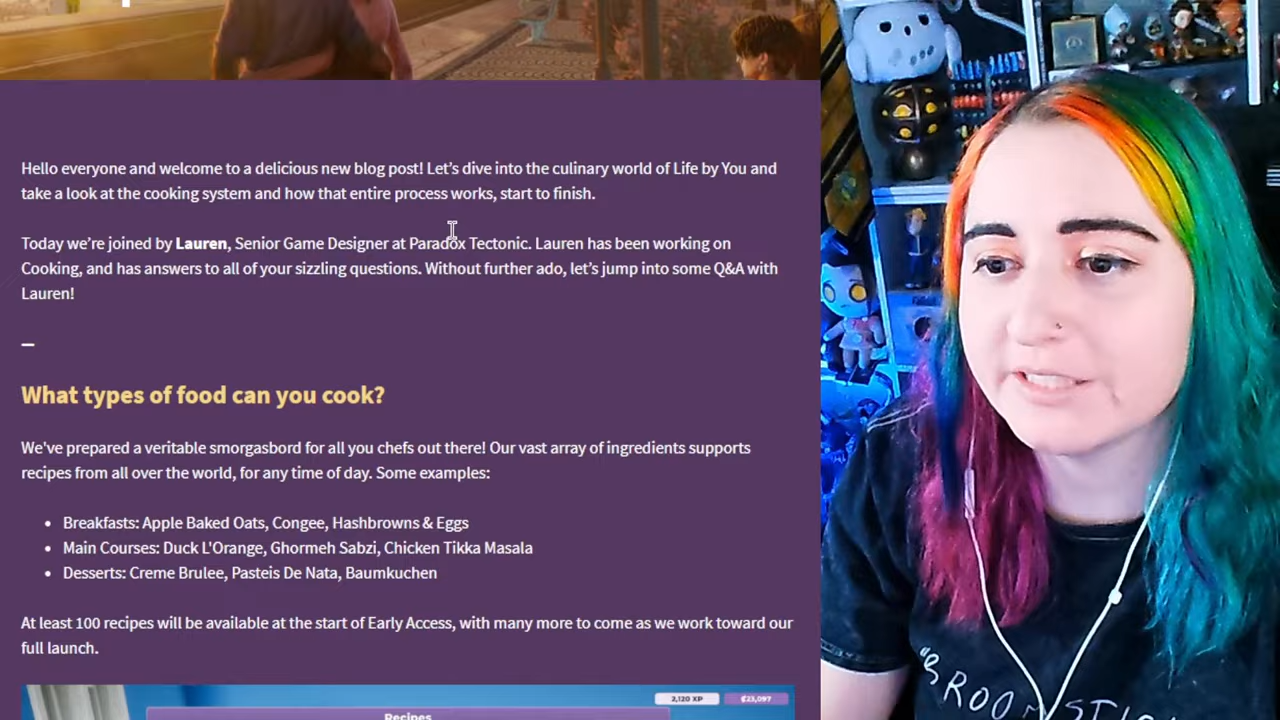 Hello everyone and welcome to a delicious new blog post! Let's dive into the culinary world of Life by You and
take a look at the cooking system and how that entire process works, start to finish.
Today we're joined by Lauren, Senior Game Designer at Paradox Tectonic. Lauren has been working on
Cooking, and has answers to all of your sizzling questions. Without further ado, let's jump into some Q&A with
Lauren!
—
What types of food can you cook?
We've prepared a veritable smorgasbord for all you chefs out there! Our vast array of ingredients supports
recipes from all over the world, for any time of day. Some examples:
• Breakfasts: Apple Baked Oats, Congee, Hashbrowns & Eggs
• Main Courses: Duck L'Orange, Ghormeh Sabzi, Chicken Tikka Masala
• Desserts: Creme Brulee, Pasteis De Nata, Baumkuchen
At least 100 recipes will be available at the start of Early Access, with many more to come as we work toward our
full launch.
2,120 XP
₡23,097
Recipes
"BROOMSTI